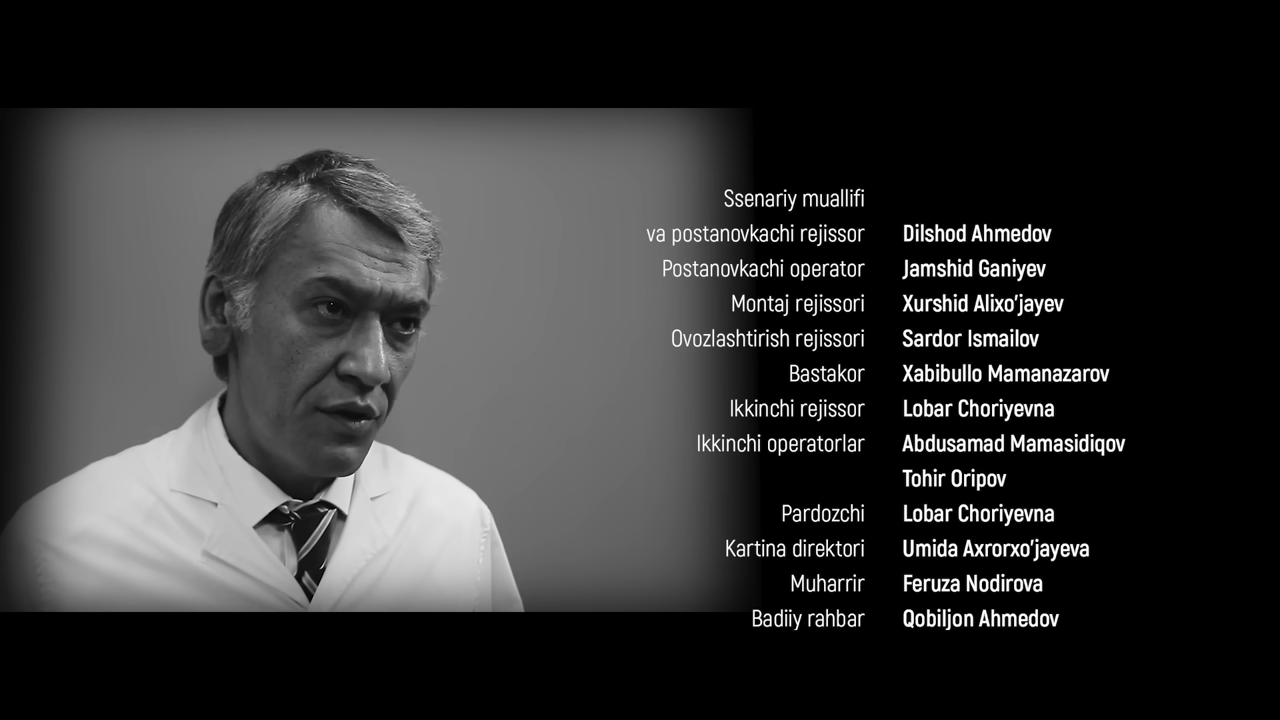 Ssenariy muallifi
va postanovkachi rejissor Dilshod Ahmedov
Postanovkachi operator Jamshid Ganiyev
Montaj rejissori Xurshid Alixo'jayev
Ovozlashtirish rejissori Sardor Ismailov
Bastakor Xabibullo Mamanazarov
Ikkinchi rejissor Lobar Choriyevna
Ikkinchi operatorlar Abdusamad Mamasidiqov
Tohir Oripov
Pardozchi Lobar Choriyevna
Kartina direktori Umida Axrorxo'jayeva
Muharrir Feruza Nodirova
Badiiy rahbar Qobiljon Ahmedov